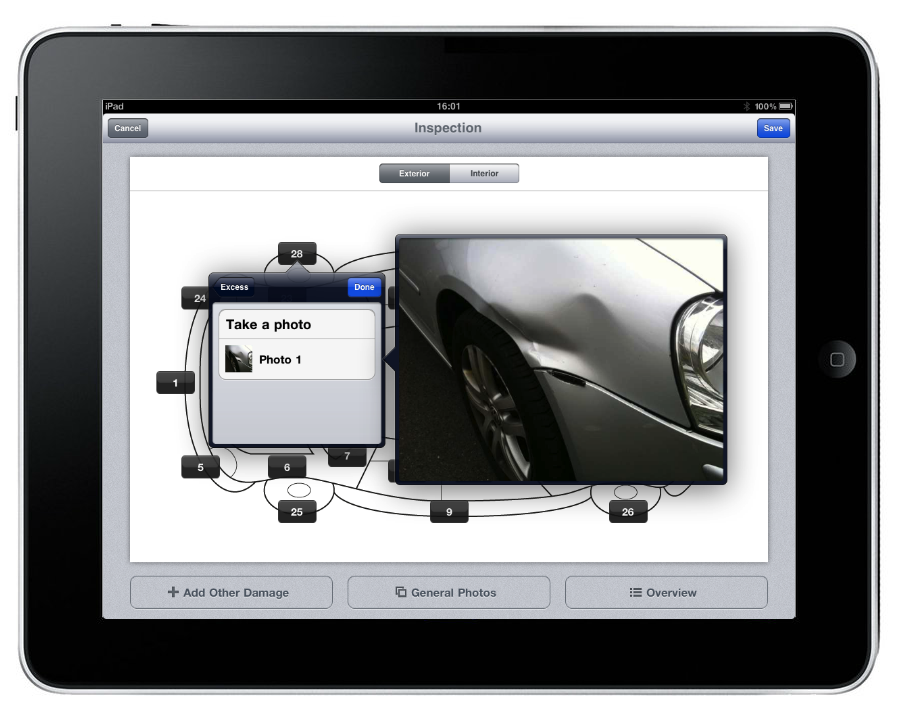 iPad 16:01 100%
Cancel Inspection Save
Exterior Interior
28
24
Excess Done
Take a photo
Photo 1
1
7
5
6
25
9
26
Add Other Damage General Photos Overview